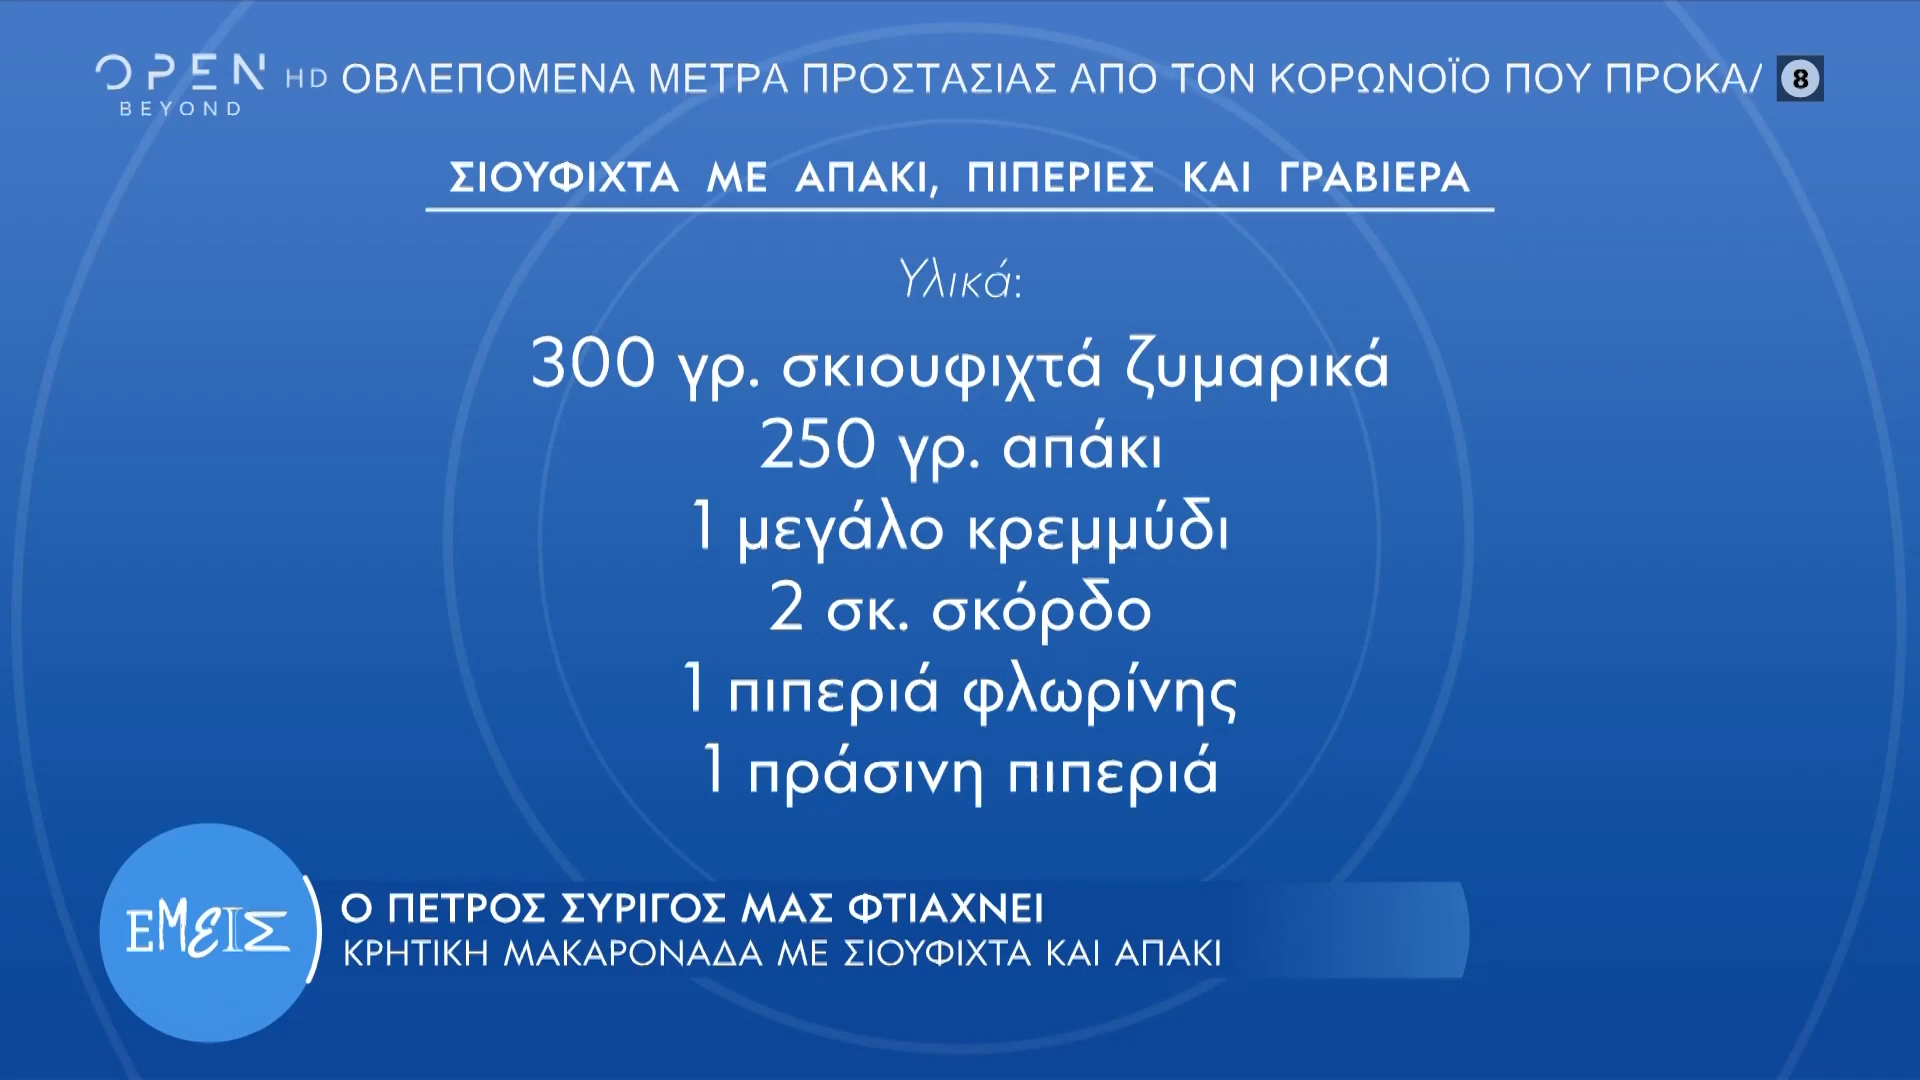 OPEN HD ΟΒΛΕΠΟΜΕΝΑ ΜΕΤΡΑ ΠΡΟΣΤΑΣΙΑΣ ΑΠΟ ΤΟΝ ΚΟΡΩΝΟΪΟ ΠΟΥ ΠΡΟΚΑ 8
BEYOND
ΣΙΟΥΦΙΧΤΑ ΜΕ ΑΠΑΚΙ, ΠΙΠΕΡΙΕΣ ΚΑΙ ΓΡΑΒΙΕΡΑ
Υλικά:
300 γρ. σκιουφιχτά ζυμαρικά
250 γρ. απάκι
1 μεγάλο κρεμμύδι
2 σκ. σκόρδο
1 πιπεριά φλωρίνης
1 πράσινη πιπεριά
ΕΜΕΙΣ
Ο ΠΕΤΡΟΣ ΣΥΡΙΓΟΣ ΜΑΣ ΦΤΙΑΧΝΕΙ
ΚΡΗΤΙΚΗ ΜΑΚΑΡΟΝΑΔΑ ΜΕ ΣΙΟΥΦΙΧΤΑ ΚΑΙ ΑΠΑΚΙ